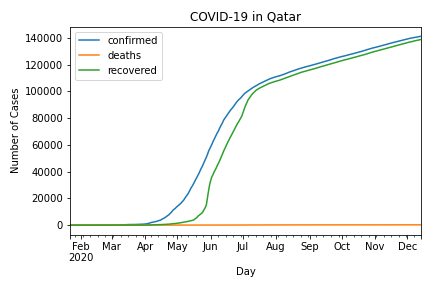 COVID-19 in Qatar
confirmed
deaths
recovered
Number of Cases
140000
120000
100000
80000
60000
40000
20000
0
Feb Mar Apr May Jun Jul Aug Sep Oct Nov Dec
2020
Day